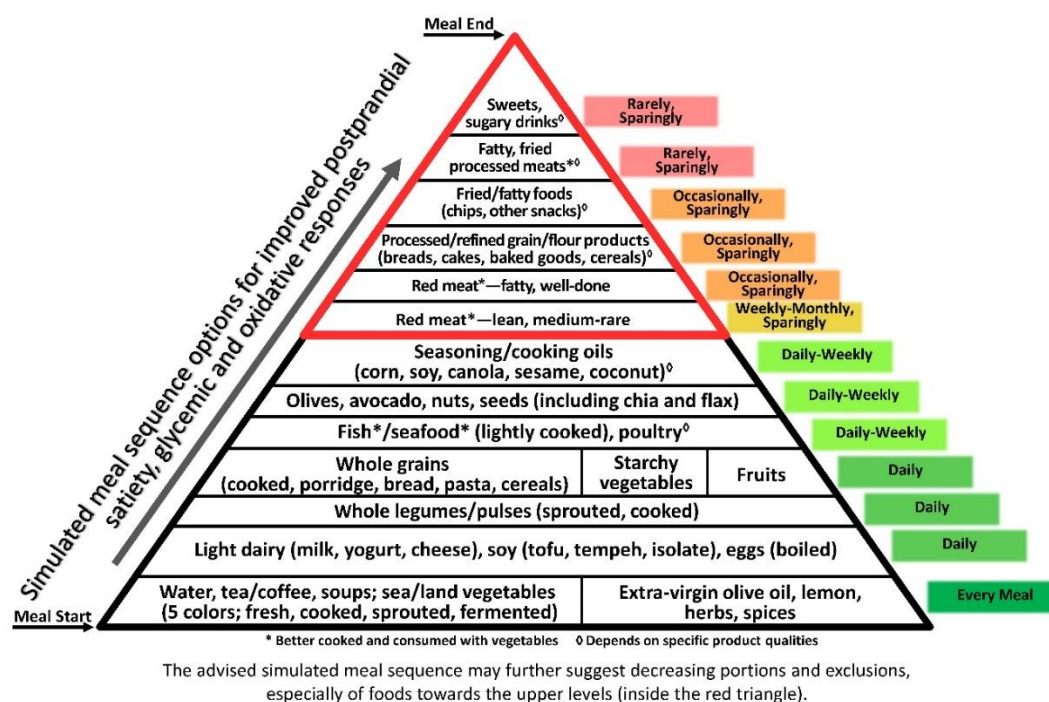 Meal End
Simulated meal sequence options for improved postprandial
satiety, glycemic and oxidative responses
Sweets,
sugary drinks◊
Rarely,
Sparingly
Fatty, fried
processed meats*◊
Rarely,
Sparingly
Fried/fatty foods
(chips, other snacks)◊
Occasionally,
Sparingly
Processed/refined grain/flour products
(breads, cakes, baked goods, cereals)◊
Occasionally,
Sparingly
Red meat*—fatty, well-done
Occasionally,
Sparingly
Red meat*—lean, medium-rare
Weekly-Monthly,
Sparingly
Seasoning/cooking oils
(corn, soy, canola, sesame, coconut)◊
Daily-Weekly
Olives, avocado, nuts, seeds (including chia and flax)
Daily-Weekly
Fish*/seafood* (lightly cooked), poultry◊
Daily-Weekly
Whole grains
(cooked, porridge, bread, pasta, cereals)
Starchy
vegetables
Fruits
Daily
Whole legumes/pulses (sprouted, cooked)
Daily
Light dairy (milk, yogurt, cheese), soy (tofu, tempeh, isolate), eggs (boiled)
Daily
Water, tea/coffee, soups; sea/land vegetables
(5 colors; fresh, cooked, sprouted, fermented)
Extra-virgin olive oil, lemon,
herbs, spices
Every Meal
Meal Start
* Better cooked and consumed with vegetables ◊ Depends on specific product qualities
The advised simulated meal sequence may further suggest decreasing portions and exclusions,
especially of foods towards the upper levels (inside the red triangle).